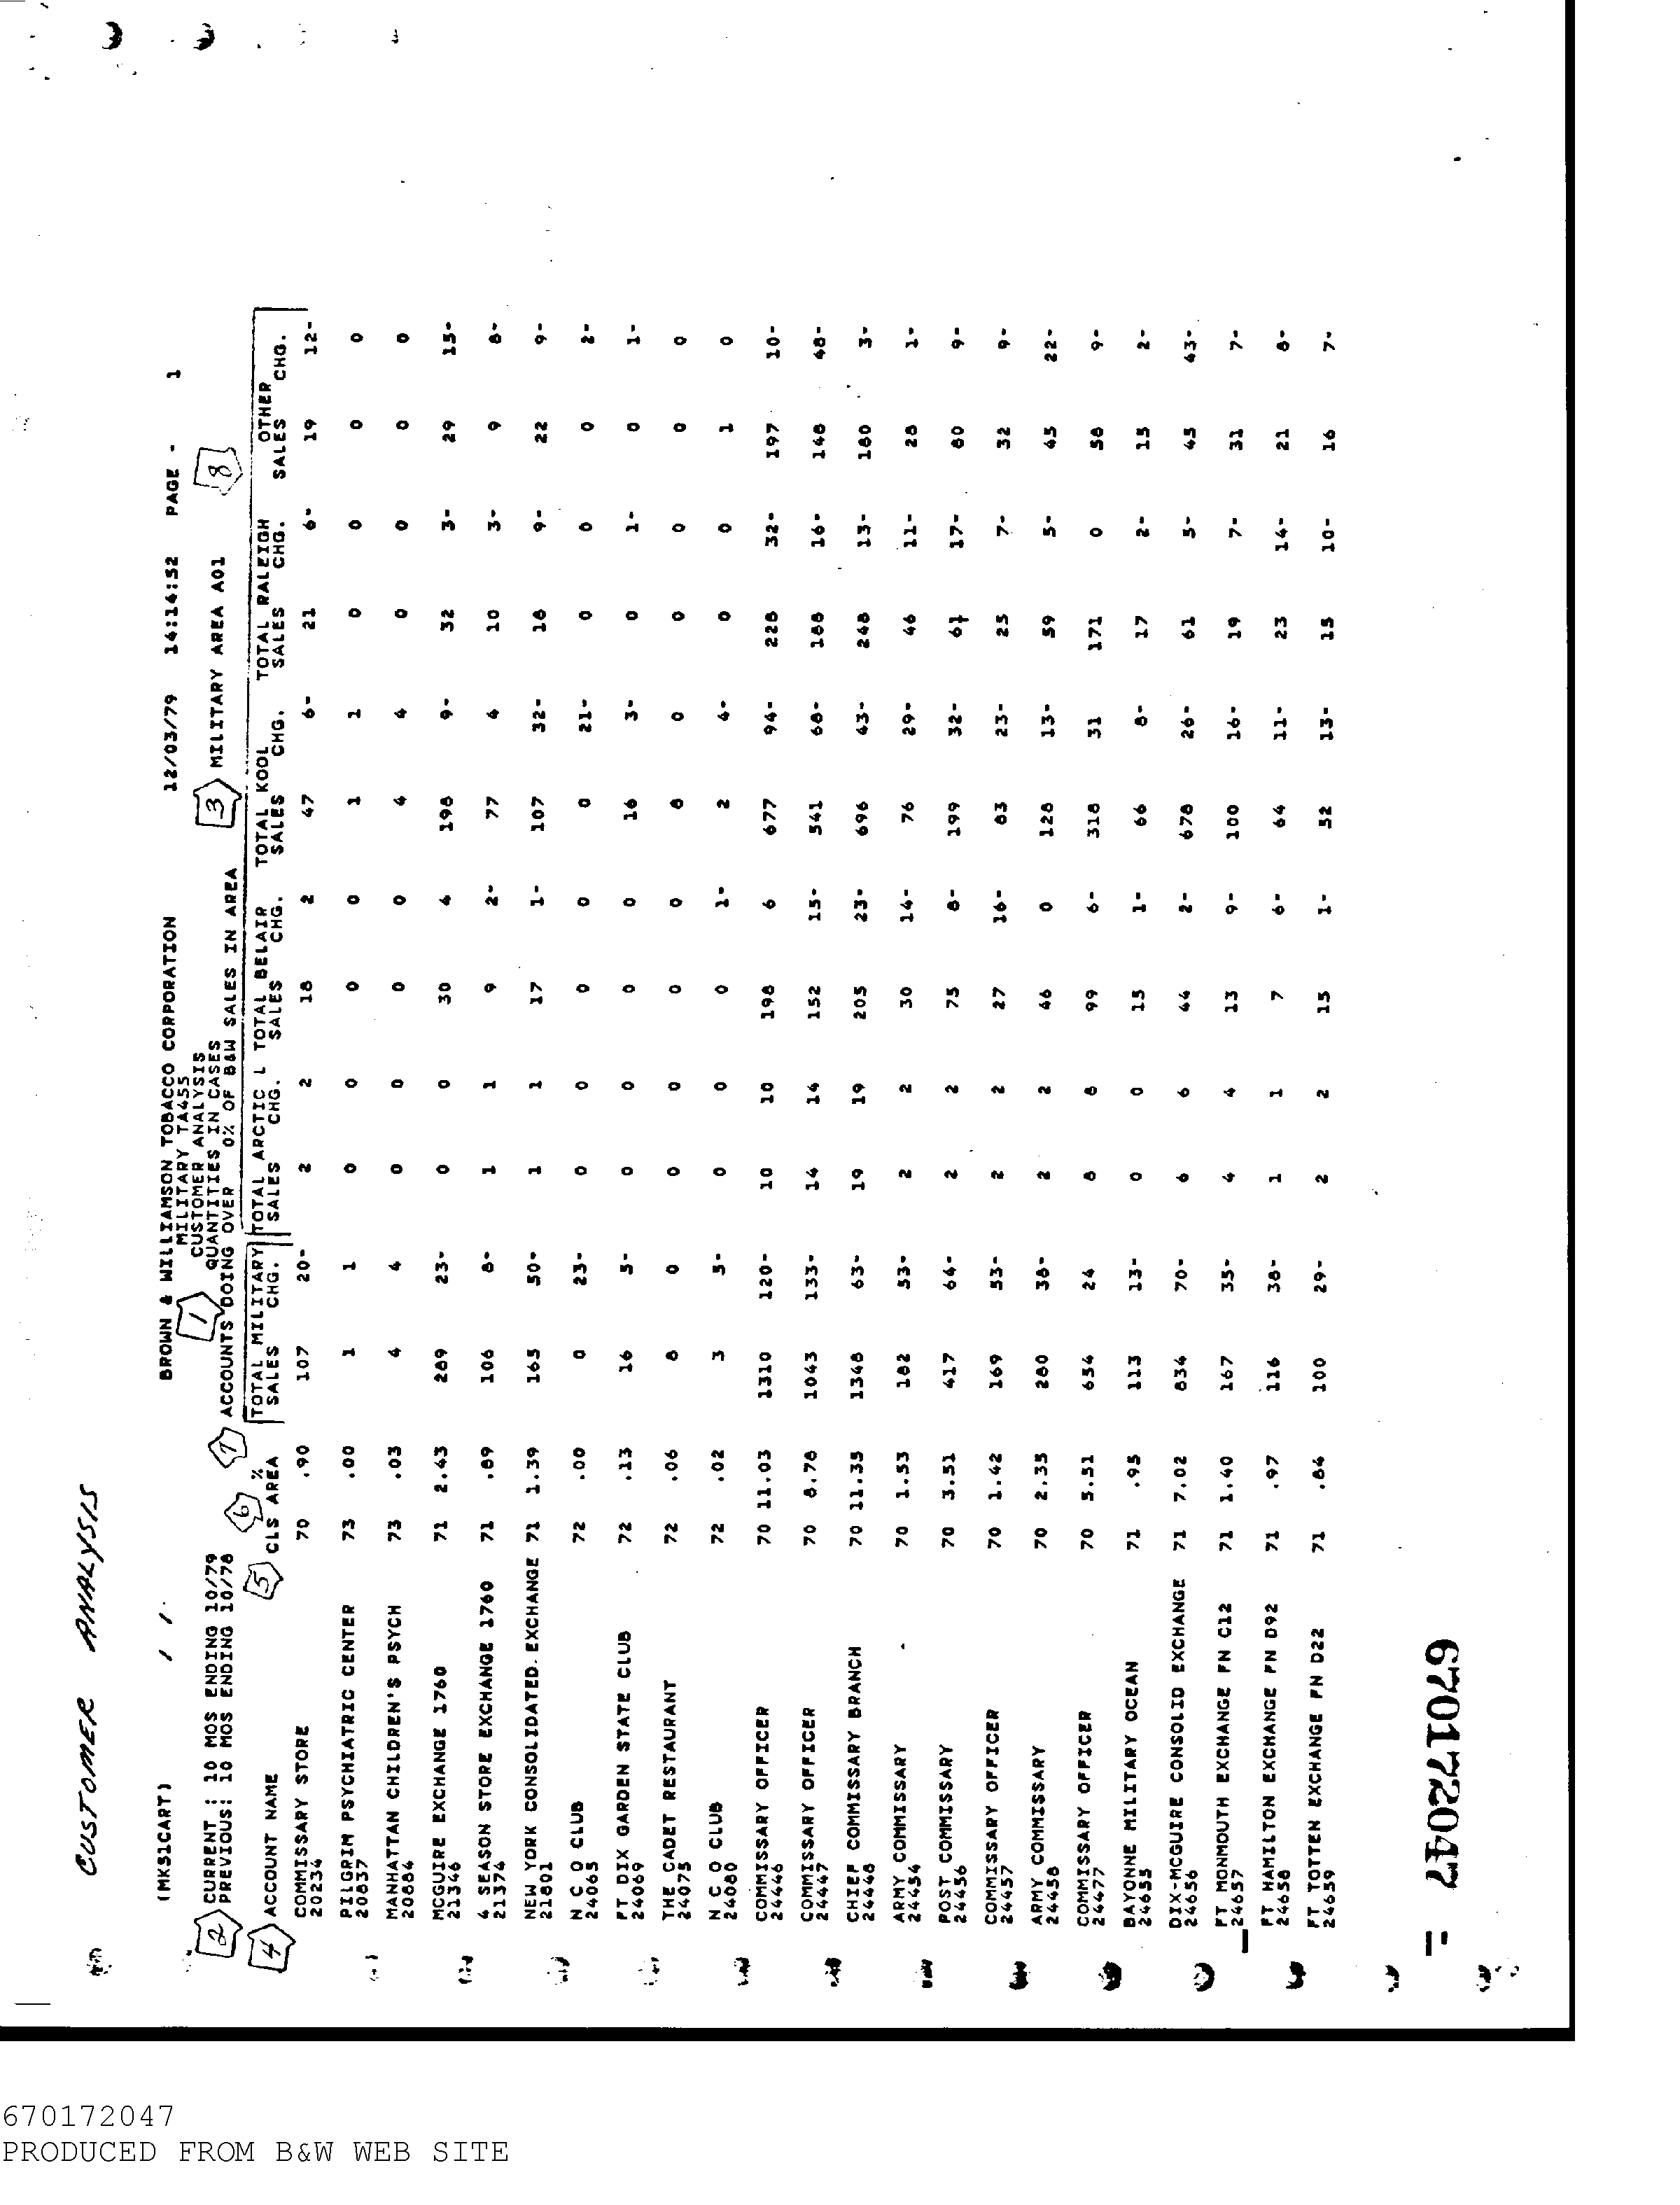 CUSTOMER ANALYSIS
(MK51CART) / / BROWN & WILLIAMSON TOBACCO CORPORATION 12/03/79 14:14:52 PAGE - 1
MILITARY TA455
1 CUSTOMER ANALYSIS
2 CURRENT : 10 MOS ENDING 10/79 QUANTITIES IN CASES
PREVIOUS: 10 MOS ENDING 10/78 7 ACCOUNTS DOING OVER 0% OF B&W SALES IN AREA 3 MILITARY AREA A01 8
4 5 6 % TOTAL MILITARY TOTAL ARCTIC L TOTAL BELAIR TOTAL KOOL TOTAL RALEIGH OTHER
ACCOUNT NAME CLS AREA SALES CHG. SALES CHG. SALES CHG. SALES CHG. SALES CHG. SALES CHG.
COMMISSARY STORE 70 .90 107 20- 2 2 18 2 47 6- 21 6- 19 12-
20234
PILGRIM PSYCHIATRIC CENTER 73 .00 1 1 0 0 0 0 1 1 0 0 0 0
20837
MANHATTAN CHILDREN'S PSYCH 73 .03 4 4 0 0 0 0 4 4 0 0 0 0
20884
MCGUIRE EXCHANGE 1760 71 2.43 289 23- 0 0 30 4 198 9- 32 3- 29 15-
21346
4 SEASON STORE EXCHANGE 1760 71 .89 106 8- 1 1 9 2- 77 4 10 3- 9 8-
21374
NEW YORK CONSOLIDATED EXCHANGE 71 1.39 165 50- 1 1 17 1- 107 32- 18 9- 22 9-
21801
N C O CLUB 72 .00 0 23- 0 0 0 0 0 21- 0 0 0 2-
24065
FT DIX GARDEN STATE CLUB 72 .13 16 5- 0 0 0 0 16 3- 0 1- 0 1-
24069
THE CADET RESTAURANT 72 .06 8 0 0 0 0 0 8 0 0 0 0 0
24075
N C O CLUB 72 .02 3 5- 0 0 0 1- 2 4- 0 0 1 0
24080
COMMISSARY OFFICER 70 11.03 1310 120- 10 10 198 6 677 94- 228 32- 197 10-
24446
COMMISSARY OFFICER 70 8.78 1043 133- 14 14 152 15- 541 68- 188 16- 148 48-
24447
CHIEF COMMISSARY BRANCH 70 11.35 1348 63- 19 19 205 23- 696 43- 248 13- 180 3-
24448
ARMY COMMISSARY 70 1.53 182 53- 2 2 30 14- 76 29- 46 11- 28 1-
24454
POST COMMISSARY 70 3.51 417 64- 2 2 75 8- 199 32- 61 17- 80 9-
24456
COMMISSARY OFFICER 70 1.42 169 53- 2 2 27 16- 83 23- 25 7- 32 9-
24457
ARMY COMMISSARY 70 2.35 280 38- 2 2 46 0 128 13- 59 5- 45 22-
24458
COMMISSARY OFFICER 70 5.51 654 24 8 8 99 6- 318 31 171 0 58 9-
24477
BAYONNE MILITARY OCEAN 71 .95 113 13- 0 0 15 1- 66 8- 17 2- 15 2-
24655
DIX-MCGUIRE CONSOLID EXCHANGE 71 7.02 834 70- 6 6 44 2- 678 26- 61 5- 45 43-
24656
FT MONMOUTH EXCHANGE FN C12 71 1.40 167 35- 4 4 13 9- 100 16- 19 7- 31 7-
24657
FT HAMILTON EXCHANGE FN D92 71 .97 116 38- 1 1 7 6- 64 11- 23 14- 21 8-
24658
FT TOTTEN EXCHANGE FN D22 71 .84 100 29- 2 2 15 1- 52 13- 15 10- 16 7-
24659
670172047
670172047
PRODUCED FROM B&W WEB SITE